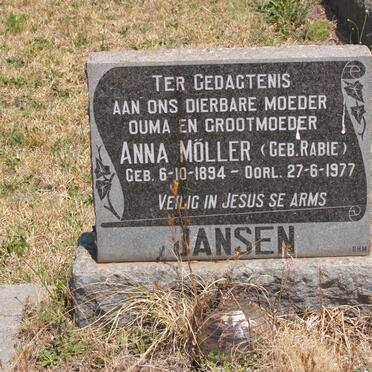 TER GEDAGTENIS
AAN ONS DIERBARE MOEDER
OUMA EN GROOTMOEDER
ANNA MÖLLER (GEB. RABIE)
GEB. 6-10-1894 - OORL. 27-6-1977
VEILIG IN JESUS SE ARMS
JANSEN